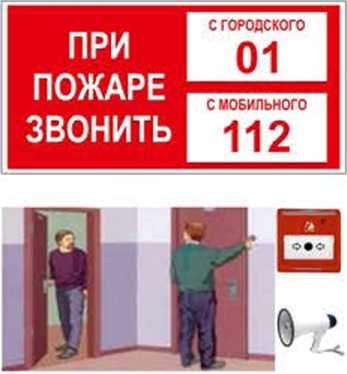 ПРИ
ПОЖАРЕ
ЗВОНИТЬ
С ГОРОДСКОГО
01
С МОБИЛЬНОГО
112